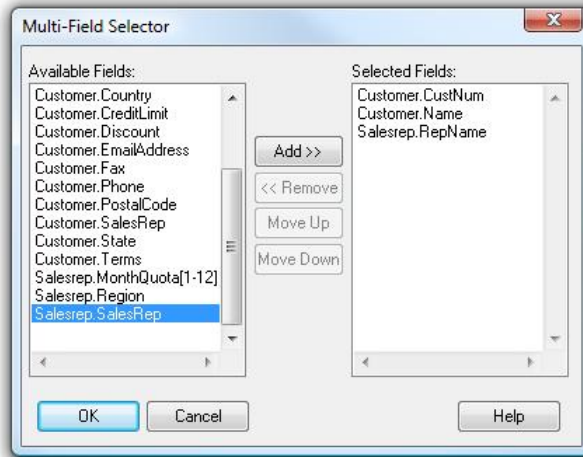 Multi-Field Selector
Available Fields:
Customer.Country
Customer.CreditLimit
Customer.Discount
Customer.EmailAddress
Customer.Fax
Customer.Phone
Customer.PostalCode
Customer.SalesRep
Customer.State
Customer.Terms
Salesrep.MonthQuota[1-12]
Salesrep.Region
Salesrep.SalesRep
Add >>
<< Remove
Move Up
Move Down
Selected Fields:
Customer.CustNum
Customer.Name
Salesrep.RepName
OK
Cancel
Help